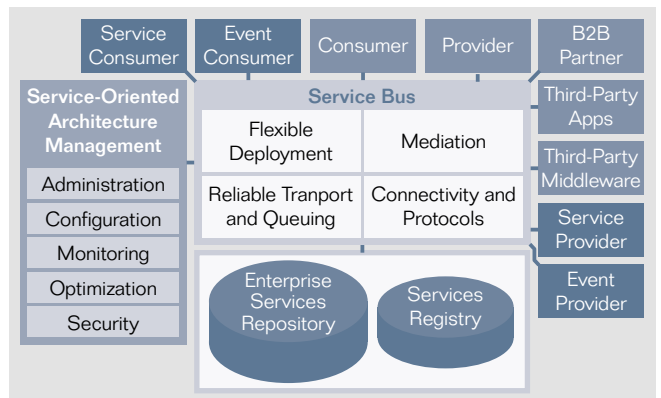 Service
Consumer
Event
Consumer
Consumer
Provider
B2B
Partner
Service-Oriented
Architecture
Management
Administration
Configuration
Monitoring
Optimization
Security
Service Bus
Flexible
Deployment
Mediation
Reliable Tranport
and Queuing
Connectivity and
Protocols
Enterprise
Services
Repository
Services
Registry
Third-Party
Apps
Third-Party
Middleware
Service
Provider
Event
Provider